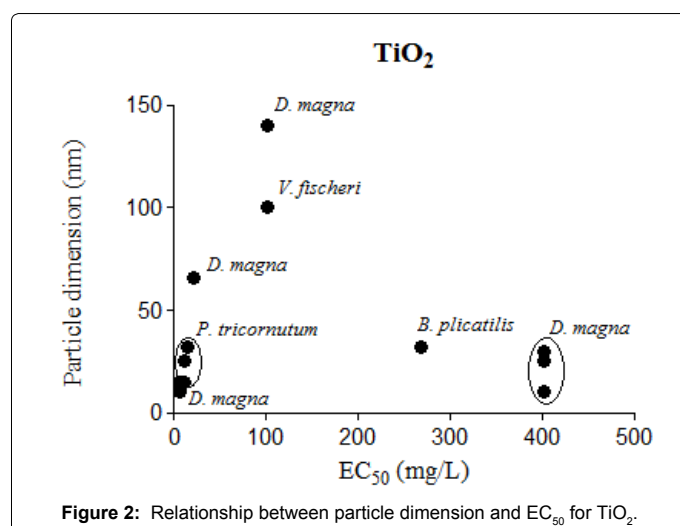 TiO2
Particle dimension (nm)
150
100
50
0
D. magna
V. fischeri
D. magna
P. tricornutum
B. plicatilis
D. magna
D. magna
0 100 200 300 400 500
EC50 (mg/L)
Figure 2: Relationship between particle dimension and EC50 for TiO2.